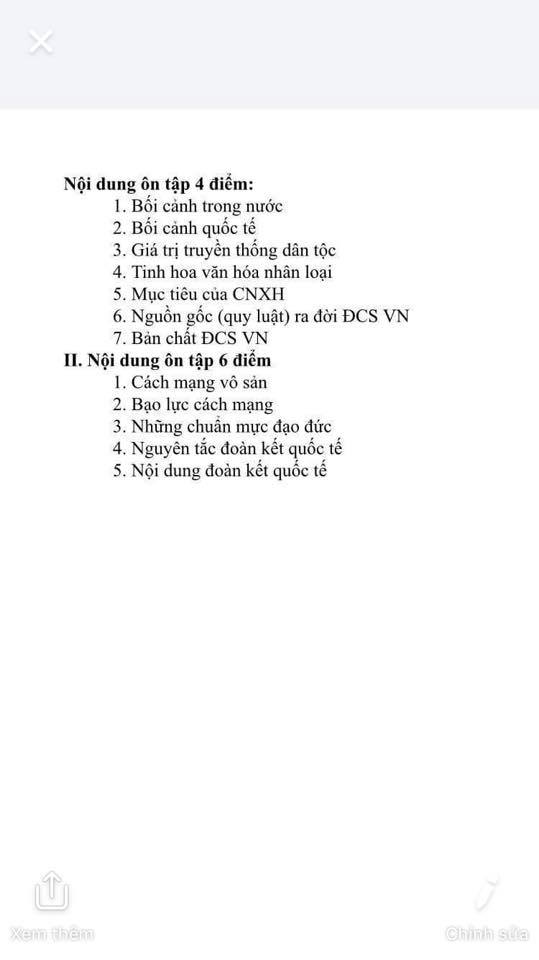 Nội dung ôn tập 4 điểm:
1. Bối cảnh trong nước
2. Bối cảnh quốc tế
3. Giá trị truyền thống dân tộc
4. Tinh hoa văn hóa nhân loại
5. Mục tiêu của CNXH
6. Nguồn gốc (quy luật) ra đời ĐCS VN
7. Bản chất ĐCS VN
II. Nội dung ôn tập 6 điểm
1. Cách mạng vô sản
2. Bạo lực cách mạng
3. Những chuẩn mực đạo đức
4. Nguyên tắc đoàn kết quốc tế
5. Nội dung đoàn kết quốc tế
Xem thêm
Chỉnh sửa